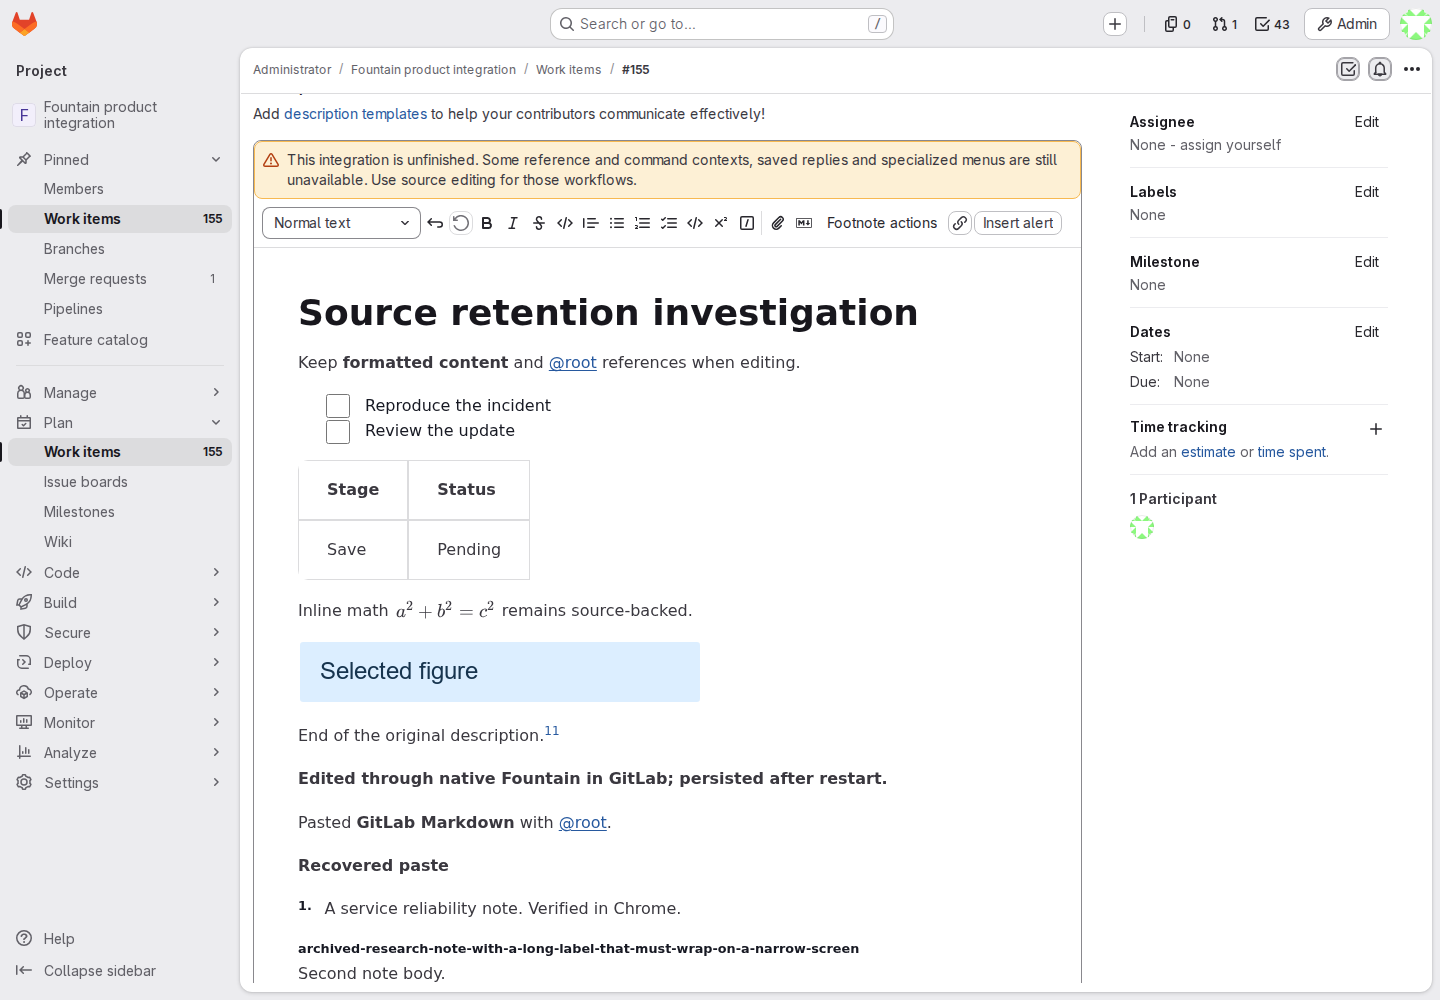 Search or go to...
/
0
1
43
Admin
Project
F
Fountain product integration
Pinned
Members
Work items 155
Branches
Merge requests 1
Pipelines
Feature catalog
Manage
Plan
Work items 155
Issue boards
Milestones
Wiki
Code
Build
Secure
Deploy
Operate
Monitor
Analyze
Settings
Help
Collapse sidebar
Administrator / Fountain product integration / Work items / #155
Add description templates to help your contributors communicate effectively!
This integration is unfinished. Some reference and command contexts, saved replies and specialized menus are still
unavailable. Use source editing for those workflows.
Normal text
Footnote actions
Insert alert
Source retention investigation
Keep formatted content and @root references when editing.
Reproduce the incident
Review the update
Stage Status
Save Pending
Inline math a² + b² = c² remains source-backed.
Selected figure
End of the original description.11
Edited through native Fountain in GitLab; persisted after restart.
Pasted GitLab Markdown with @root.
Recovered paste
1. A service reliability note. Verified in Chrome.
archived-research-note-with-a-long-label-that-must-wrap-on-a-narrow-screen
Second note body.
Assignee Edit
None - assign yourself
Labels Edit
None
Milestone Edit
None
Dates Edit
Start: None
Due: None
Time tracking
Add an estimate or time spent.
1 Participant